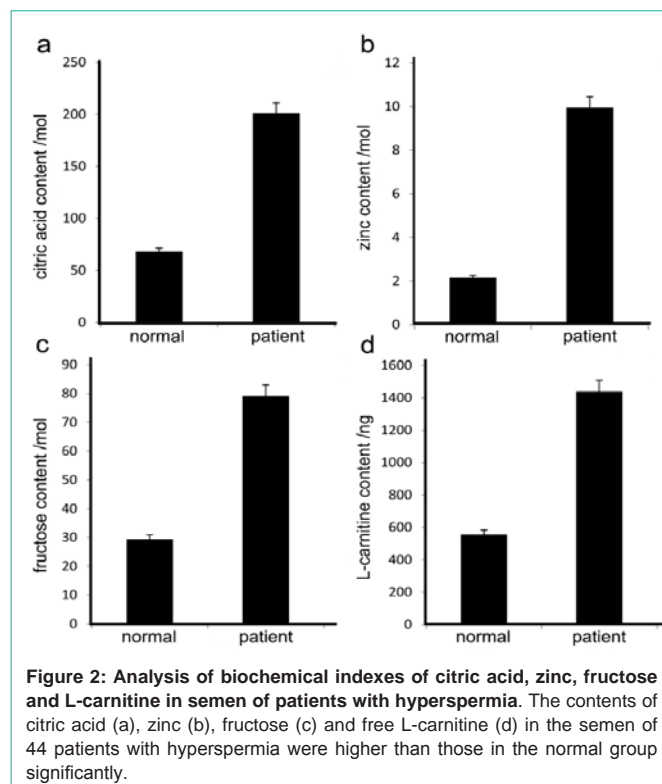 a
250
200
150
100
50
0
citric acid content /mol
normal patient
b
12
10
8
6
4
2
0
zinc content /mol
normal patient
c
90
80
70
60
50
40
30
20
10
0
fructose content /mol
normal patient
d
1600
1400
1200
1000
800
600
400
200
0
L-carnitine content /ng
normal patient
Figure 2: Analysis of biochemical indexes of citric acid, zinc, fructose
and L-carnitine in semen of patients with hyperspermia. The contents of
citric acid (a), zinc (b), fructose (c) and free L-carnitine (d) in the semen of
44 patients with hyperspermia were higher than those in the normal group
significantly.